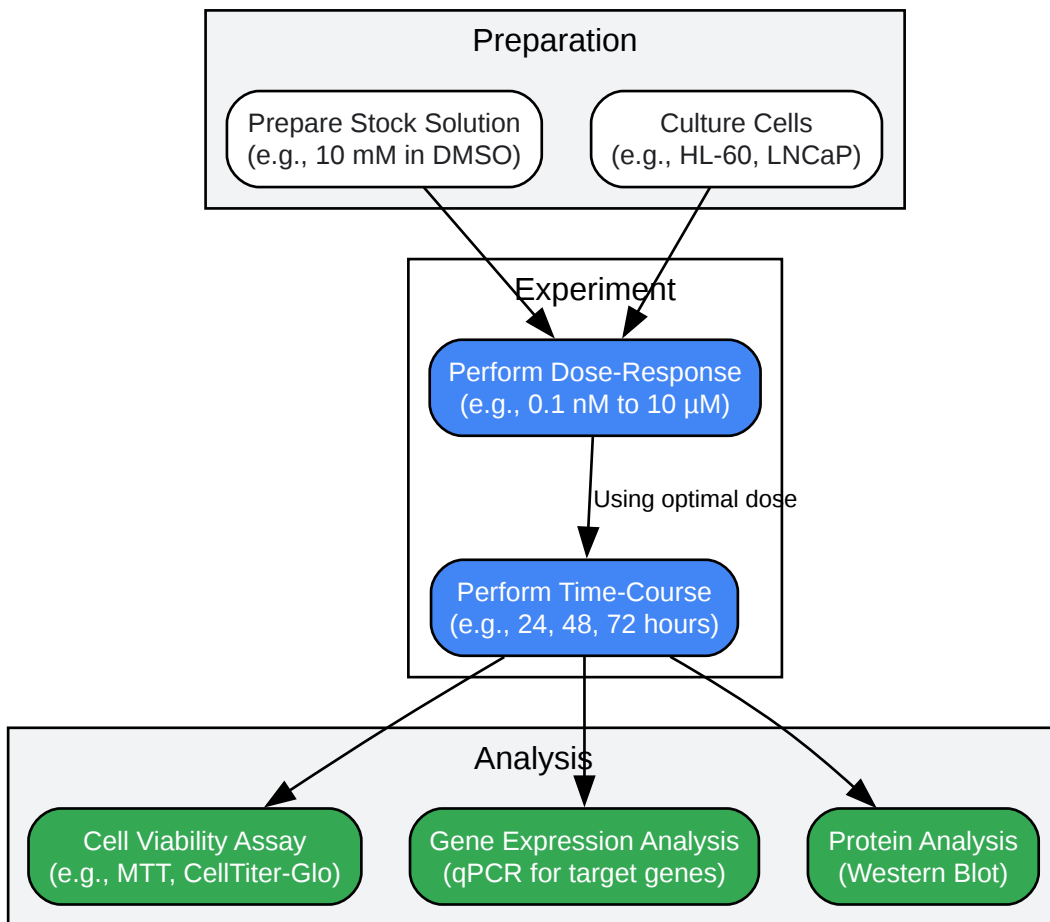 Preparation
Prepare Stock Solution
(e.g., 10 mM in DMSO)
Culture Cells
(e.g., HL-60, LNCaP)
Experiment
Perform Dose-Response
(e.g., 0.1 nM to 10 µM)
Using optimal dose
Perform Time-Course
(e.g., 24, 48, 72 hours)
Analysis
Cell Viability Assay
(e.g., MTT, CellTiter-Glo)
Gene Expression Analysis
(qPCR for target genes)
Protein Analysis
(Western Blot)